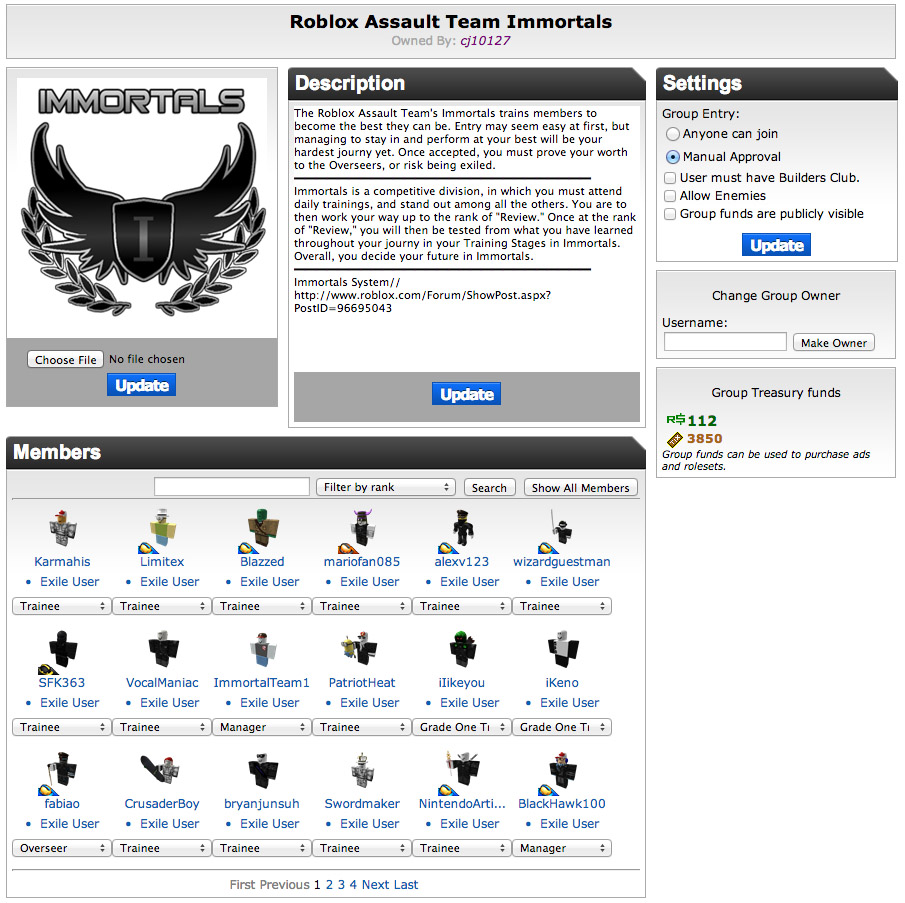 Roblox Assault Team Immortals
Owned By: cj10127
IMMORTALS
I
Choose File No file chosen
Update
Description
The Roblox Assault Team's Immortals trains members to
become the best they can be. Entry may seem easy at first, but
managing to stay in and perform at your best will be your
hardest journy yet. Once accepted, you must prove your worth
to the Overseers, or risk being exiled.
Immortals is a competitive division, in which you must attend
daily trainings, and stand out among all the others. You are to
then work your way up to the rank of "Review." Once at the rank
of "Review," you will then be tested from what you have learned
throughout your journy in your Training Stages in Immortals.
Overall, you decide your future in Immortals.
Immortals System//
http://www.roblox.com/Forum/ShowPost.aspx?
PostID=96695043
Update
Settings
Group Entry:
Anyone can join
Manual Approval
User must have Builders Club.
Allow Enemies
Group funds are publicly visible
Update
Change Group Owner
Username:
Make Owner
Group Treasury funds
R$ 112
3850
Group funds can be used to purchase ads
and rolesets.
Members
Filter by rank Search Show All Members
Karmahis Limitex Blazzed mariofan085 alexv123 wizardguestman
• Exile User • Exile User • Exile User • Exile User • Exile User • Exile User
Trainee Trainee Trainee Trainee Trainee Trainee
SFK363 VocalManiac ImmortalTeam1 PatriotHeat iIikeyou iKeno
• Exile User • Exile User • Exile User • Exile User • Exile User • Exile User
Trainee Trainee Manager Trainee Grade One Tr Grade One Tr
fabiao CrusaderBoy bryanjunsuh Swordmaker NintendoArti... BlackHawk100
• Exile User • Exile User • Exile User • Exile User • Exile User • Exile User
Overseer Trainee Trainee Trainee Trainee Manager
First Previous 1 2 3 4 Next Last